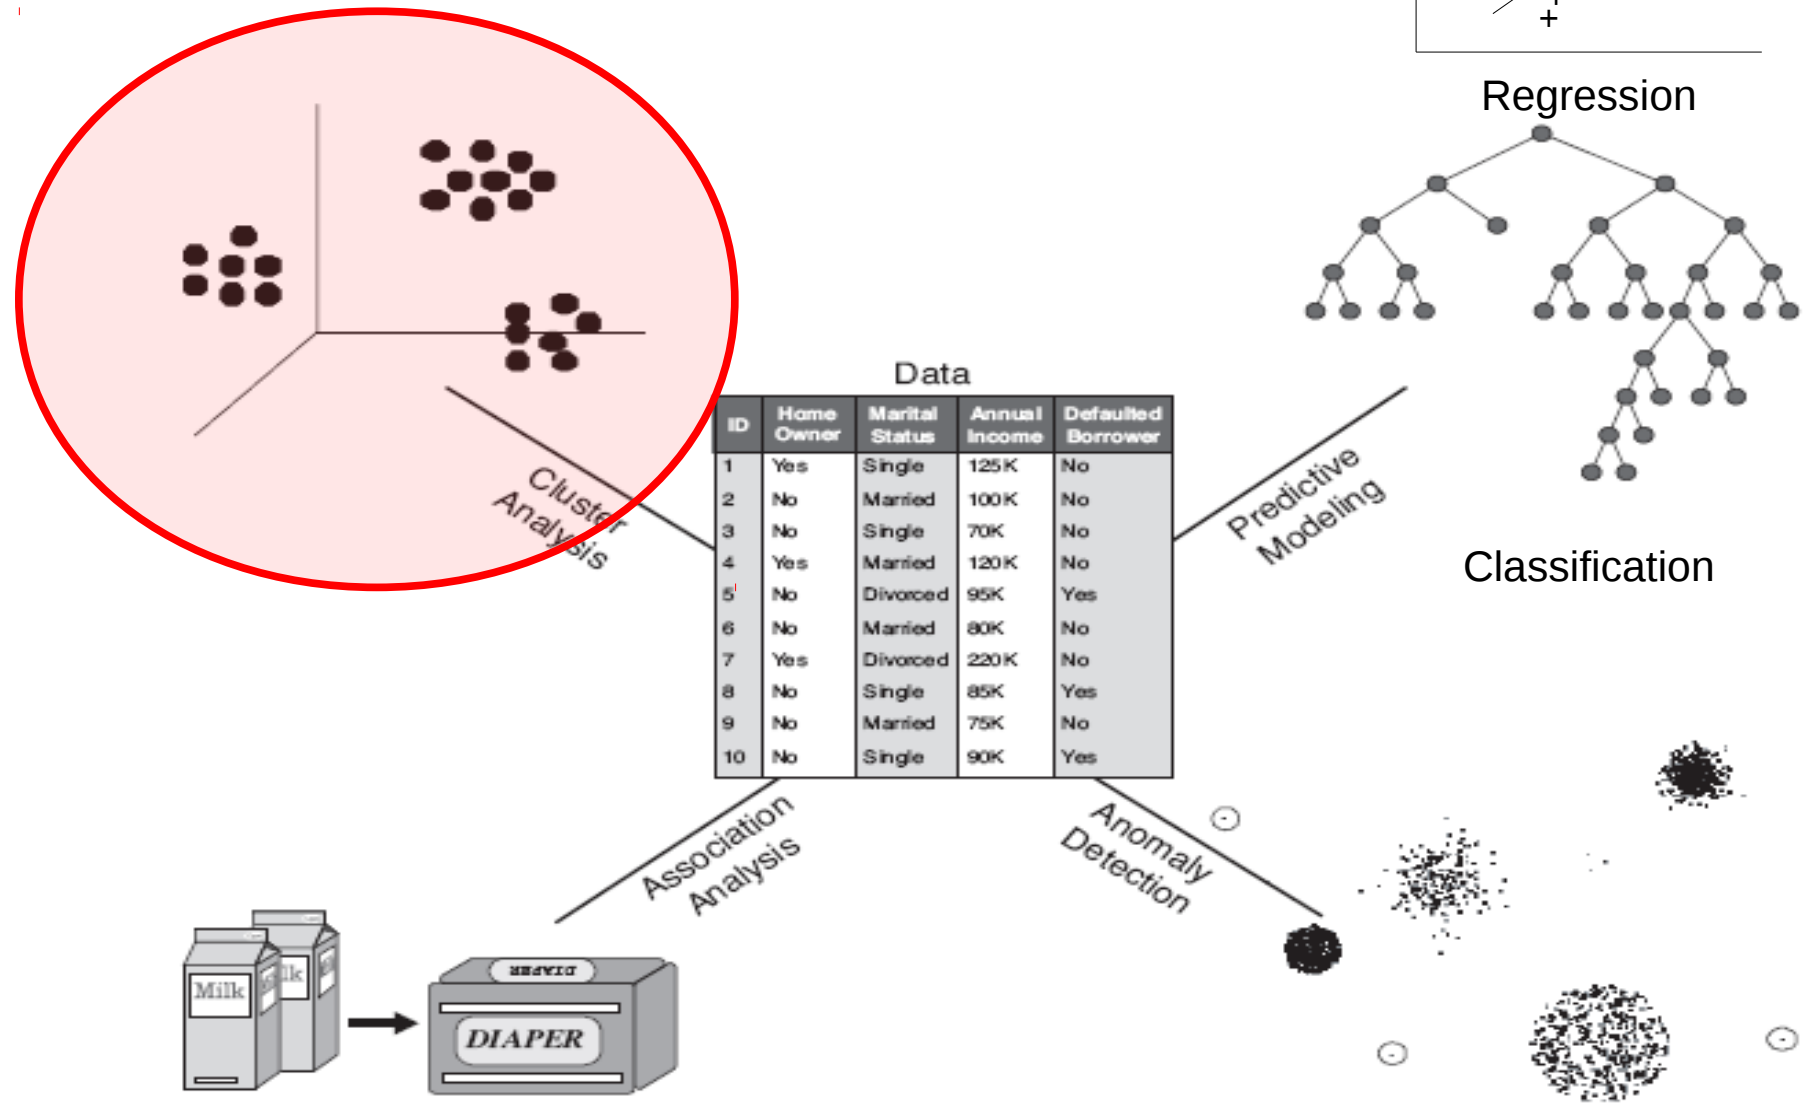 +
Regression
Cluster
Analysis
Data
Predictive
Modeling
Classification
ID Home Owner Marital Status Annual Income Defaulted Borrower
1 Yes Single 125K No
2 No Married 100K No
3 No Single 70K No
4 Yes Married 120K No
5 No Divorced 95K Yes
6 No Married 80K No
7 Yes Divorced 220K No
8 No Single 85K Yes
9 No Married 75K No
10 No Single 90K Yes
Association
Analysis
Anomaly
Detection
Milk
lk
DIAPER
DIAPER